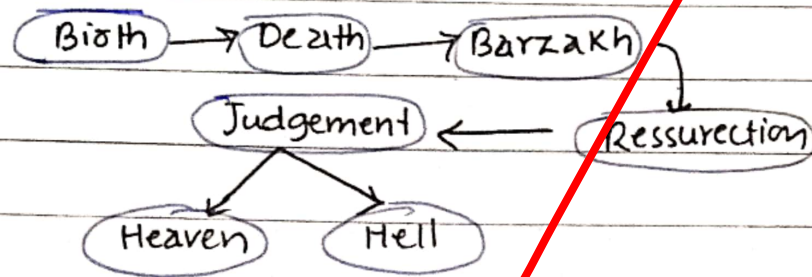 Birth Death Barzakh
Judgement Ressurection
Heaven Hell